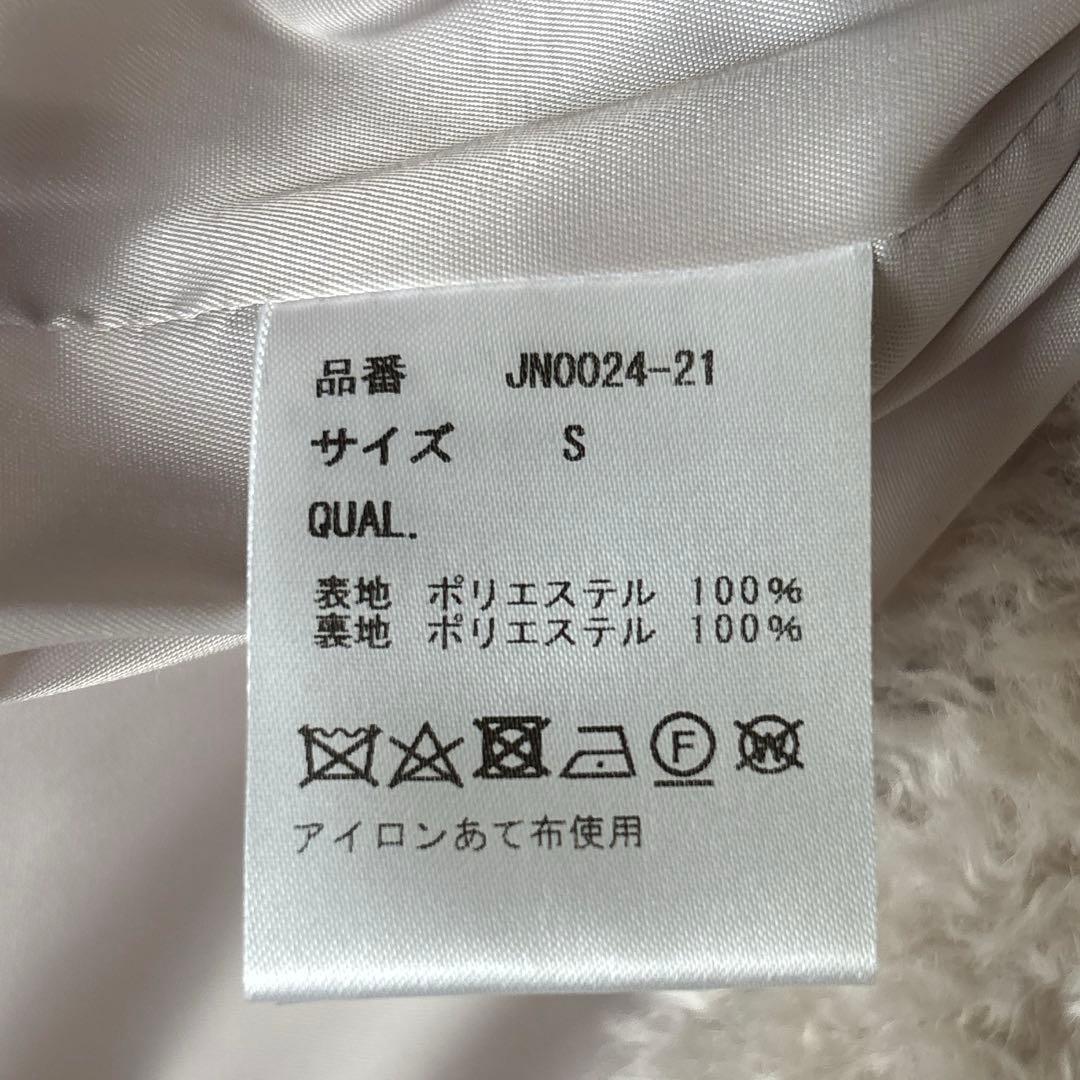 品番 JN0024-21
サイズ S
QUAL.
表地 ポリエステル 100%
裏地 ポリエステル 100%
F W
アイロンあて布使用